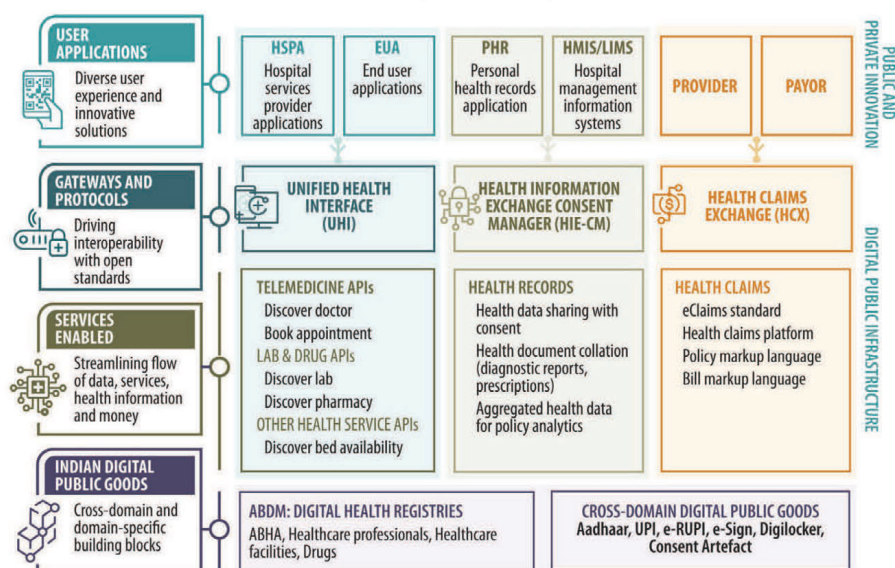 USER
APPLICATIONS
Diverse user
experience and
innovative
solutions
HSPA
Hospital
services
provider
applications
EUA
End user
applications
PHR
Personal
health records
application
HMIS/LIMS
Hospital
management
information
systems
PROVIDER
PAYOR
PUBLIC AND
PRIVATE INNOVATION
GATEWAYS AND
PROTOCOLS
Driving
interoperability
with open
standards
UNIFIED HEALTH
INTERFACE
(UHI)
HEALTH INFORMATION
EXCHANGE CONSENT
MANAGER (HIE-CM)
HEALTH CLAIMS
EXCHANGE (HCX)
DIGITAL PUBLIC INFRASTRUCTURE
SERVICES
ENABLED
Streamlining flow
of data, services,
health information
and money
TELEMEDICINE APIs
Discover doctor
Book appointment
LAB & DRUG APIs
Discover lab
Discover pharmacy
OTHER HEALTH SERVICE APIs
Discover bed availability
HEALTH RECORDS
Health data sharing with
consent
Health document collation
(diagnostic reports,
prescriptions)
Aggregated health data
for policy analytics
HEALTH CLAIMS
eClaims standard
Health claims platform
Policy markup language
Bill markup language
INDIAN DIGITAL
PUBLIC GOODS
Cross-domain and
domain-specific
building blocks
ABDM: DIGITAL HEALTH REGISTRIES
ABHA, Healthcare professionals, Healthcare
facilities, Drugs
CROSS-DOMAIN DIGITAL PUBLIC GOODS
Aadhaar, UPI, e-RUPI, e-Sign, Digilocker,
Consent Artefact